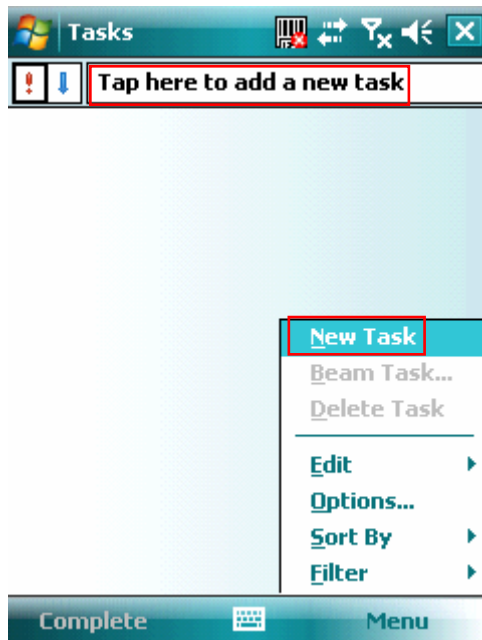 Tasks
Tap here to add a new task
New Task
Beam Task...
Delete Task
Edit
Options...
Sort By
Filter
Complete
Menu